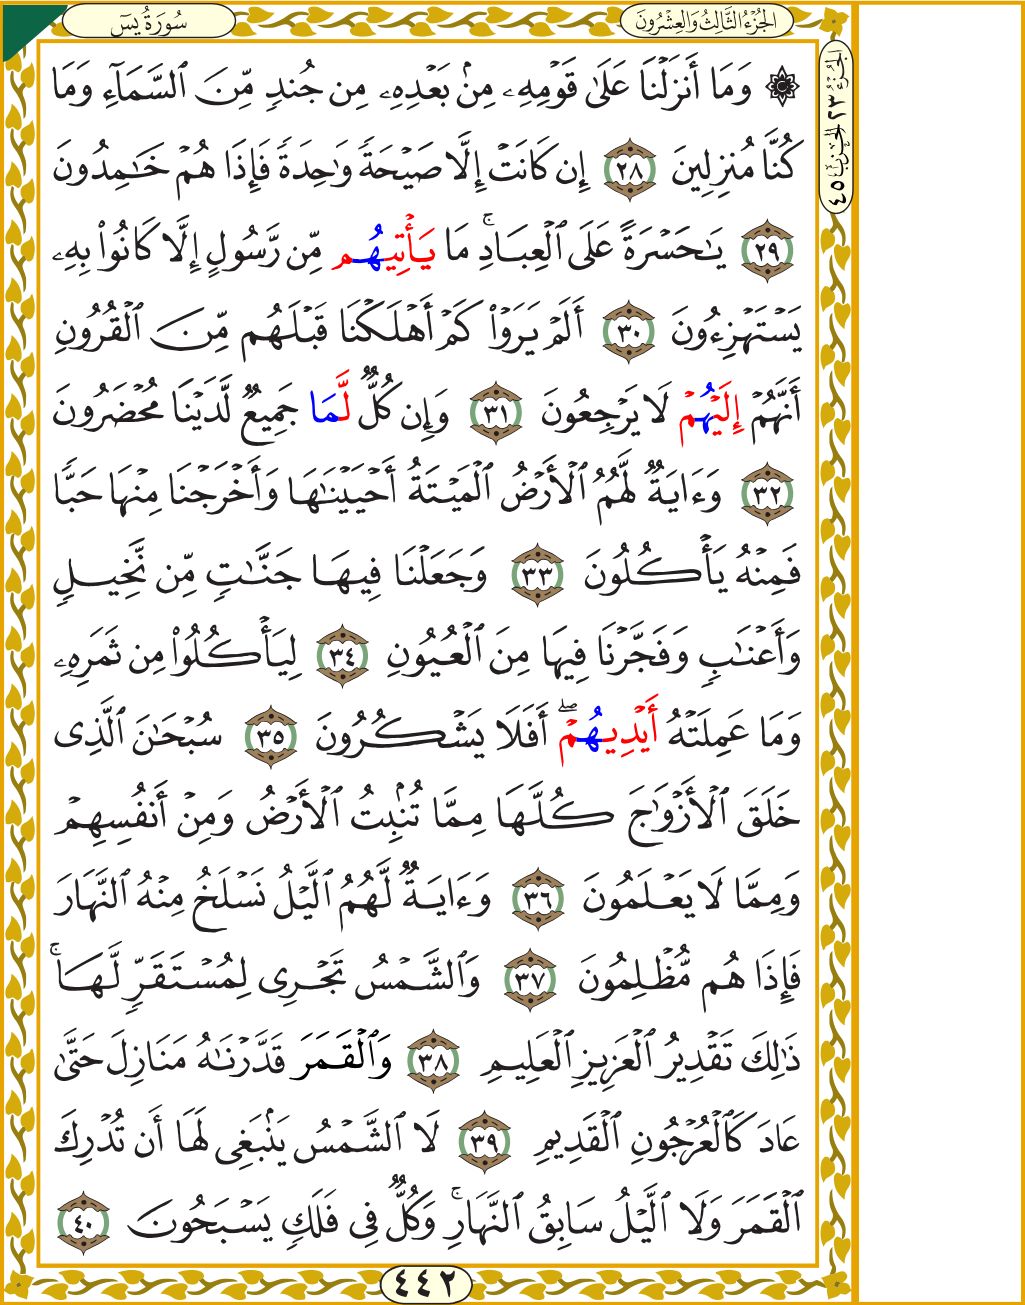 سُورَةُ يسٓ
الجُزْءُ الثَّالِثُ وَالعِشْرُونَ
الجُزْءُ ٢٣ الحِزْبُ ٤٥
۞ وَمَآ أَنزَلْنَا عَلَىٰ قَوْمِهِۦ مِنۢ بَعْدِهِۦ مِن جُندٍ مِّنَ ٱلسَّمَآءِ وَمَا
كُنَّا مُنزِلِينَ ٢٨ إِن كَانَتْ إِلَّا صَيْحَةً وَٰحِدَةً فَإِذَا هُمْ خَـٰمِدُونَ
٢٩ يَـٰحَسْرَةً عَلَى ٱلْعِبَادِ ۚ مَا يَأْتِيهُم مِّن رَّسُولٍ إِلَّا كَانُوا۟ بِهِۦ
يَسْتَهْزِءُونَ ٣٠ أَلَمْ يَرَوْا۟ كَمْ أَهْلَكْنَا قَبْلَهُم مِّنَ ٱلْقُرُونِ
أَنَّهُمْ إِلَيْهُمْ لَا يَرْجِعُونَ ٣١ وَإِن كُلٌّ لَّمَا جَمِيعٌ لَّدَيْنَا مُحْضَرُونَ
٣٢ وَءَايَةٌ لَّهُمُ ٱلْأَرْضُ ٱلْمَيْتَةُ أَحْيَيْنَـٰهَا وَأَخْرَجْنَا مِنْهَا حَبًّا
فَمِنْهُ يَأْكُلُونَ ٣٣ وَجَعَلْنَا فِيهَا جَنَّـٰتٍ مِّن نَّخِيلٍ
وَأَعْنَـٰبٍ وَفَجَّرْنَا فِيهَا مِنَ ٱلْعُيُونِ ٣٤ لِيَأْكُلُوا۟ مِن ثَمَرِهِۦ
وَمَا عَمِلَتْهُ أَيْدِيهُمْ ۖ أَفَلَا يَشْكُرُونَ ٣٥ سُبْحَـٰنَ ٱلَّذِى
خَلَقَ ٱلْأَزْوَٰجَ كُلَّهَا مِمَّا تُنۢبِتُ ٱلْأَرْضُ وَمِنْ أَنفُسِهِمْ
وَمِمَّا لَا يَعْلَمُونَ ٣٦ وَءَايَةٌ لَّهُمُ ٱلَّيْلُ نَسْلَخُ مِنْهُ ٱلنَّهَارَ
فَإِذَا هُم مُّظْلِمُونَ ٣٧ وَٱلشَّمْسُ تَجْرِى لِمُسْتَقَرٍّ لَّهَا ۚ
ذَٰلِكَ تَقْدِيرُ ٱلْعَزِيزِ ٱلْعَلِيمِ ٣٨ وَٱلْقَمَرَ قَدَّرْنَـٰهُ مَنَازِلَ حَتَّىٰ
عَادَ كَٱلْعُرْجُونِ ٱلْقَدِيمِ ٣٩ لَا ٱلشَّمْسُ يَنۢبَغِى لَهَآ أَن تُدْرِكَ
ٱلْقَمَرَ وَلَا ٱلَّيْلُ سَابِقُ ٱلنَّهَارِ ۚ وَكُلٌّ فِى فَلَكٍ يَسْبَحُونَ ٤٠
٤٤٢